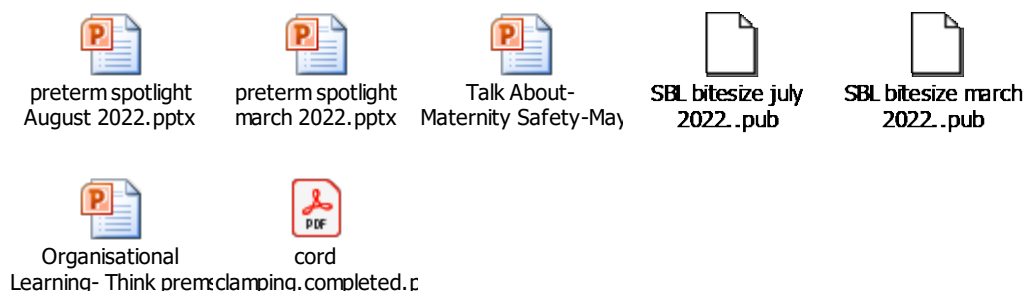 preterm spotlight
August 2022.pptx
preterm spotlight
march 2022.pptx
Talk About-
Maternity Safety-May
SBL bitesize july
2022..pub
SBL bitesize march
2022..pub
Organisational
Learning- Think prems
PDF
cord
clamping.completed.p